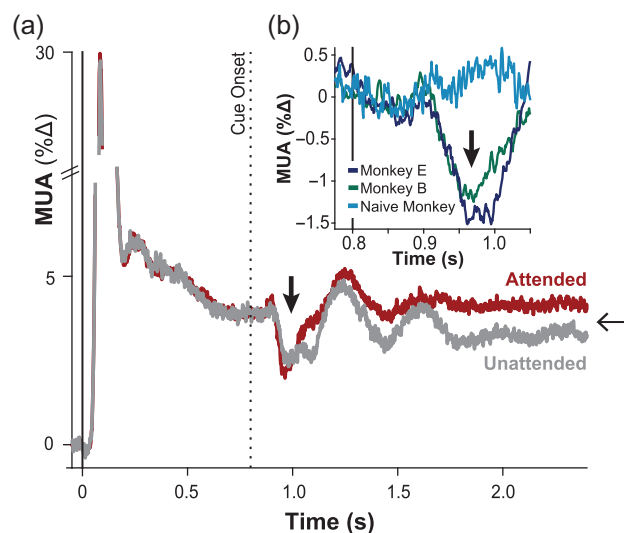 (a)
30
MUA (%Δ)
5
0
Cue Onset
0
0.5
1.0
1.5
2.0
Time (s)
Attended
Unattended
(b)
0.5
0
−0.5
−1
−1.5
MUA (%Δ)
Monkey E
Monkey B
Naive Monkey
0.8
0.9
1.0
Time (s)